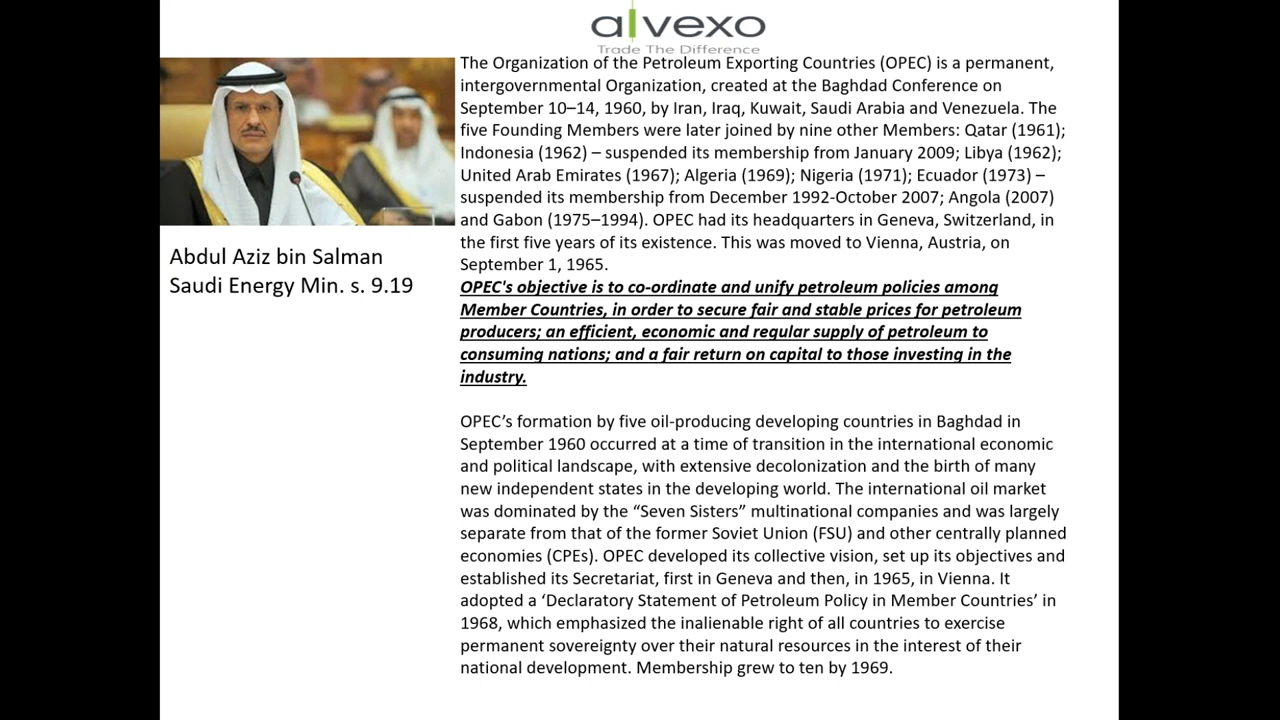 alvexo
Trade The Difference
The Organization of the Petroleum Exporting Countries (OPEC) is a permanent,
intergovernmental Organization, created at the Baghdad Conference on
September 10–14, 1960, by Iran, Iraq, Kuwait, Saudi Arabia and Venezuela. The
five Founding Members were later joined by nine other Members: Qatar (1961);
Indonesia (1962) – suspended its membership from January 2009; Libya (1962);
United Arab Emirates (1967); Algeria (1969); Nigeria (1971); Ecuador (1973) –
suspended its membership from December 1992-October 2007; Angola (2007)
and Gabon (1975–1994). OPEC had its headquarters in Geneva, Switzerland, in
the first five years of its existence. This was moved to Vienna, Austria, on
September 1, 1965.
OPEC's objective is to co-ordinate and unify petroleum policies among
Member Countries, in order to secure fair and stable prices for petroleum
producers; an efficient, economic and regular supply of petroleum to
consuming nations; and a fair return on capital to those investing in the
industry.
OPEC’s formation by five oil-producing developing countries in Baghdad in
September 1960 occurred at a time of transition in the international economic
and political landscape, with extensive decolonization and the birth of many
new independent states in the developing world. The international oil market
was dominated by the “Seven Sisters” multinational companies and was largely
separate from that of the former Soviet Union (FSU) and other centrally planned
economies (CPEs). OPEC developed its collective vision, set up its objectives and
established its Secretariat, first in Geneva and then, in 1965, in Vienna. It
adopted a ‘Declaratory Statement of Petroleum Policy in Member Countries’ in
1968, which emphasized the inalienable right of all countries to exercise
permanent sovereignty over their natural resources in the interest of their
national development. Membership grew to ten by 1969.
Abdul Aziz bin Salman
Saudi Energy Min. s. 9.19